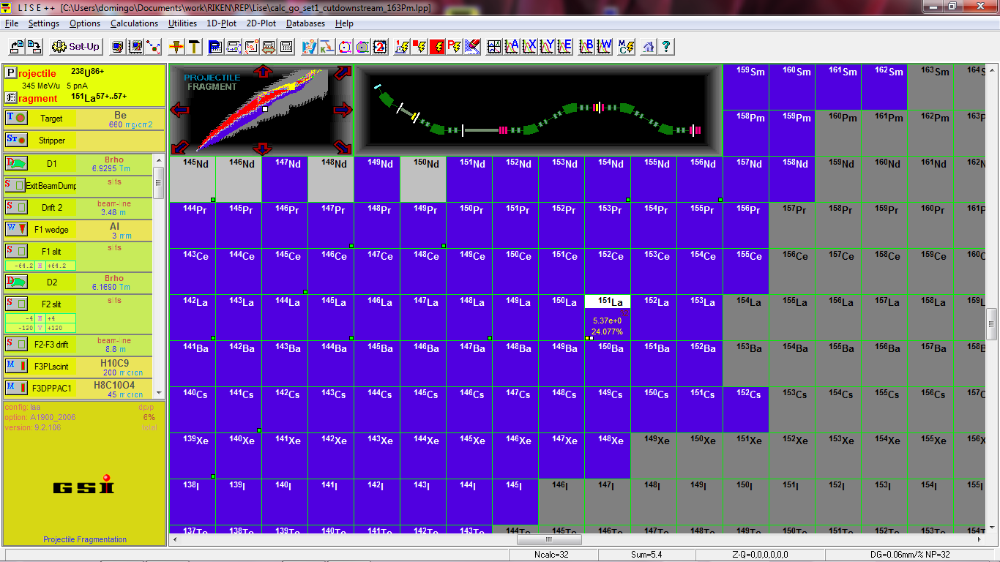 L I S E ++ [C:\Users\domingo\Documents\work\RIKEN\REP\Lise\calc_go_set1_cutdownstream_163Pm.lpp]
File Settings Options Calculations Utilities 1D-Plot 2D-Plot Databases Help
Set-Up
Projectile 238U86+
345 MeV/u 5 pnA
Fragment 151La57+..57+
Target Be
660 mg/cm2
Stripper
D1 Brho
6.9295 Tm
ExitBeamDump slits
Drift 2 beam-line
3.48 m
F1 wedge Al
3 mm
F1 slit slits
-64.2 H +64.2
D2 Brho
6.1690 Tm
F2 slit slits
-4 H +4
-120 V +120
F2-F3 drift beam-line
8.8 m
F3PLscint H10C9
200 micron
F3DPPAC1 H8C10O4
45 micron
config: laa dp/p
option: A1900_2006 6%
version: 9.2.106 total
GSI
Projectile Fragmentation
PROJECTILE
FRAGMENT
159Sm 160Sm 161Sm 162Sm 163Sm 164S
158Pm 159Pm 160Pm 161Pm 162Pm 163P
145Nd 146Nd 147Nd 148Nd 149Nd 150Nd 151Nd 152Nd 153Nd 154Nd 155Nd 156Nd 157Nd 158Nd 159Nd 160Nd 161Nd 162N
144Pr 145Pr 146Pr 147Pr 148Pr 149Pr 150Pr 151Pr 152Pr 153Pr 154Pr 155Pr 156Pr 157Pr 158Pr 159Pr 160Pr 161P
143Ce 144Ce 145Ce 146Ce 147Ce 148Ce 149Ce 150Ce 151Ce 152Ce 153Ce 154Ce 155Ce 156Ce 157Ce 158Ce 159Ce 160C
142La 143La 144La 145La 146La 147La 148La 149La 150La 151La 152La 153La 154La 155La 156La 157La 158La 159L
5.37e+0
24.077%
141Ba 142Ba 143Ba 144Ba 145Ba 146Ba 147Ba 148Ba 149Ba 150Ba 151Ba 152Ba 153Ba 154Ba 155Ba 156Ba 157Ba 158B
140Cs 141Cs 142Cs 143Cs 144Cs 145Cs 146Cs 147Cs 148Cs 149Cs 150Cs 151Cs 152Cs 153Cs 154Cs 155Cs 156Cs 157C
139Xe 140Xe 141Xe 142Xe 143Xe 144Xe 145Xe 146Xe 147Xe 148Xe 149Xe 150Xe 151Xe 152Xe 153Xe 154Xe 155Xe 156X
138I 139I 140I 141I 142I 143I 144I 145I 146I 147I 148I 149I 150I 151I 152I 153I 154I 155I
137Te 138Te 139Te 140Te 141Te 142Te 143Te 144Te 145Te 146Te 147Te 148Te 149Te 150Te 151Te 152Te 153Te 154T
Ncalc=32 Sum=5.4 Z-Q=0,0,0,0,0,0 DG=0.06mm/% NP=32